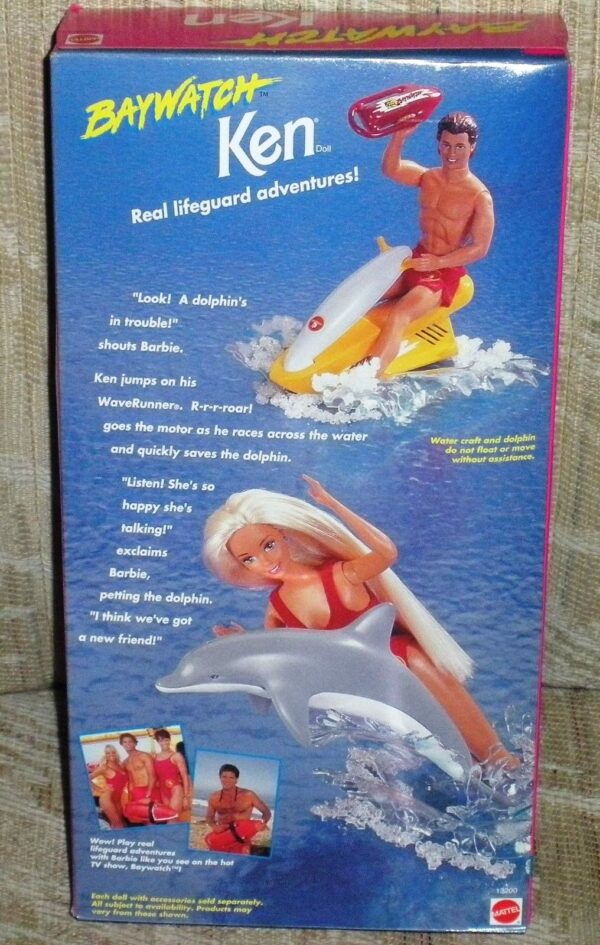 BAYWATCH
Ken
BAYWATCH™
Ken®
Doll
Real lifeguard adventures!
"Look! A dolphin's
in trouble!"
shouts Barbie.
Ken jumps on his
WaveRunner®. R-r-r-roar!
goes the motor as he races across the water
and quickly saves the dolphin.
Water craft and dolphin
do not float or move
without assistance.
"Listen! She's so
happy she's
talking!"
exclaims
Barbie,
petting the dolphin.
"I think we've got
a new friend!"
Wow! Play real
lifeguard adventures
with Barbie like you see on the hot
TV show, Baywatch™!
Each doll with accessories sold separately.
All subject to availability. Products may
vary from those shown.
13200
MATTEL